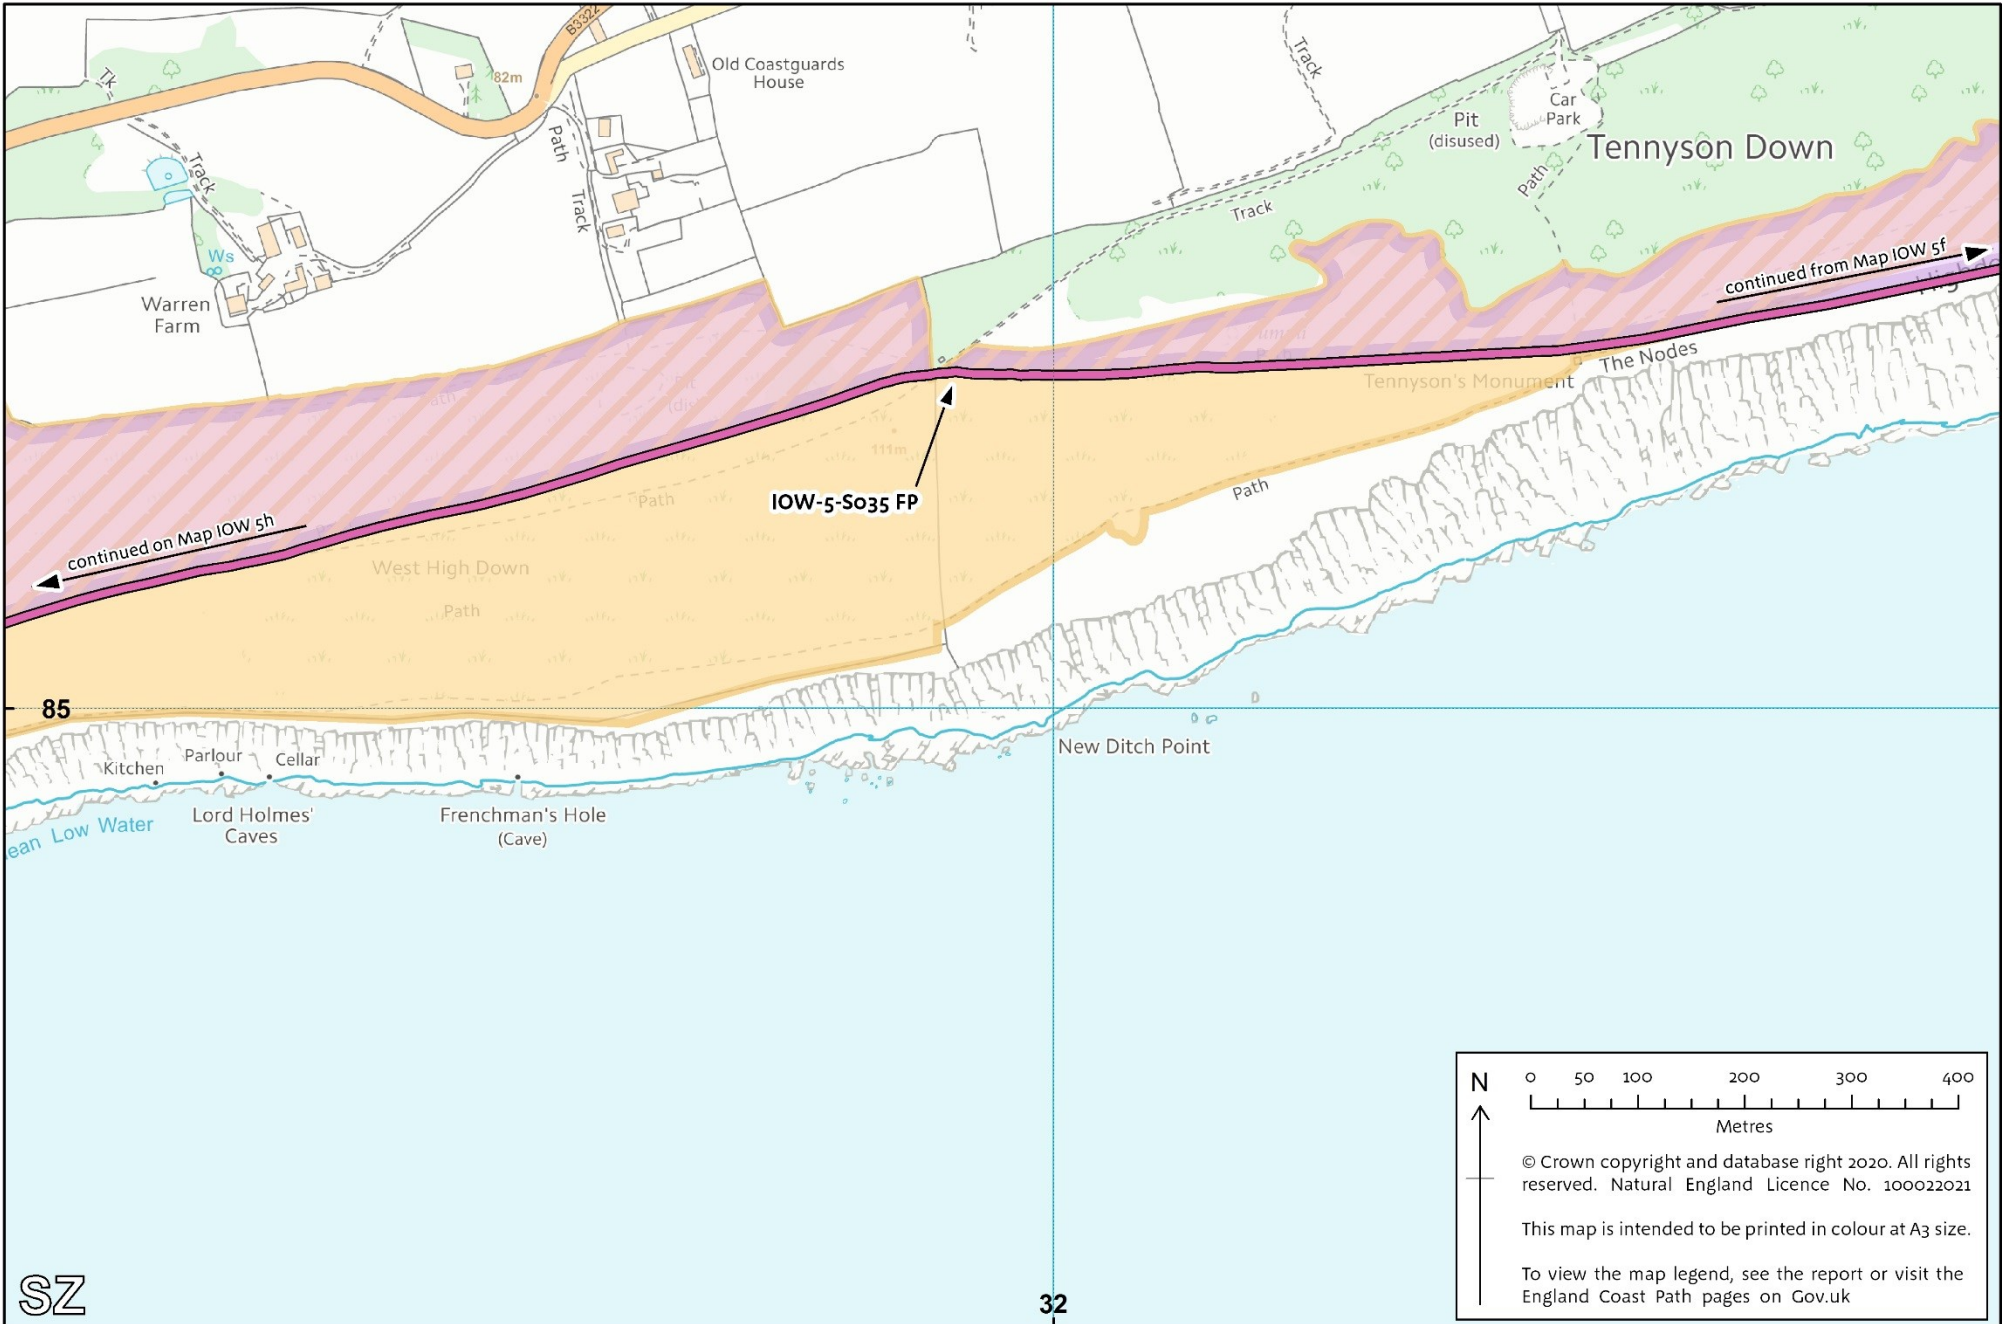 B3322
Tk
82m
Old Coastguards
House
Track
Car
Park
Pit
(disused)
Tennyson Down
Path
Track
Track
Path
Track
Ws
Warren
Farm
continued from Map IOW 5f
The Nodes
Tennyson's Monument
Path
111m
Path
IOW-5-S035 FP
Path
continued on Map IOW 5h
West High Down
Path
85
New Ditch Point
Kitchen
Parlour
Cellar
Lord Holmes'
Caves
Frenchman's Hole
(Cave)
Low Water
N
0 50 100 200 300 400
Metres
© Crown copyright and database right 2020. All rights
reserved. Natural England Licence No. 100022021
This map is intended to be printed in colour at A3 size.
To view the map legend, see the report or visit the
England Coast Path pages on Gov.uk
SZ
32